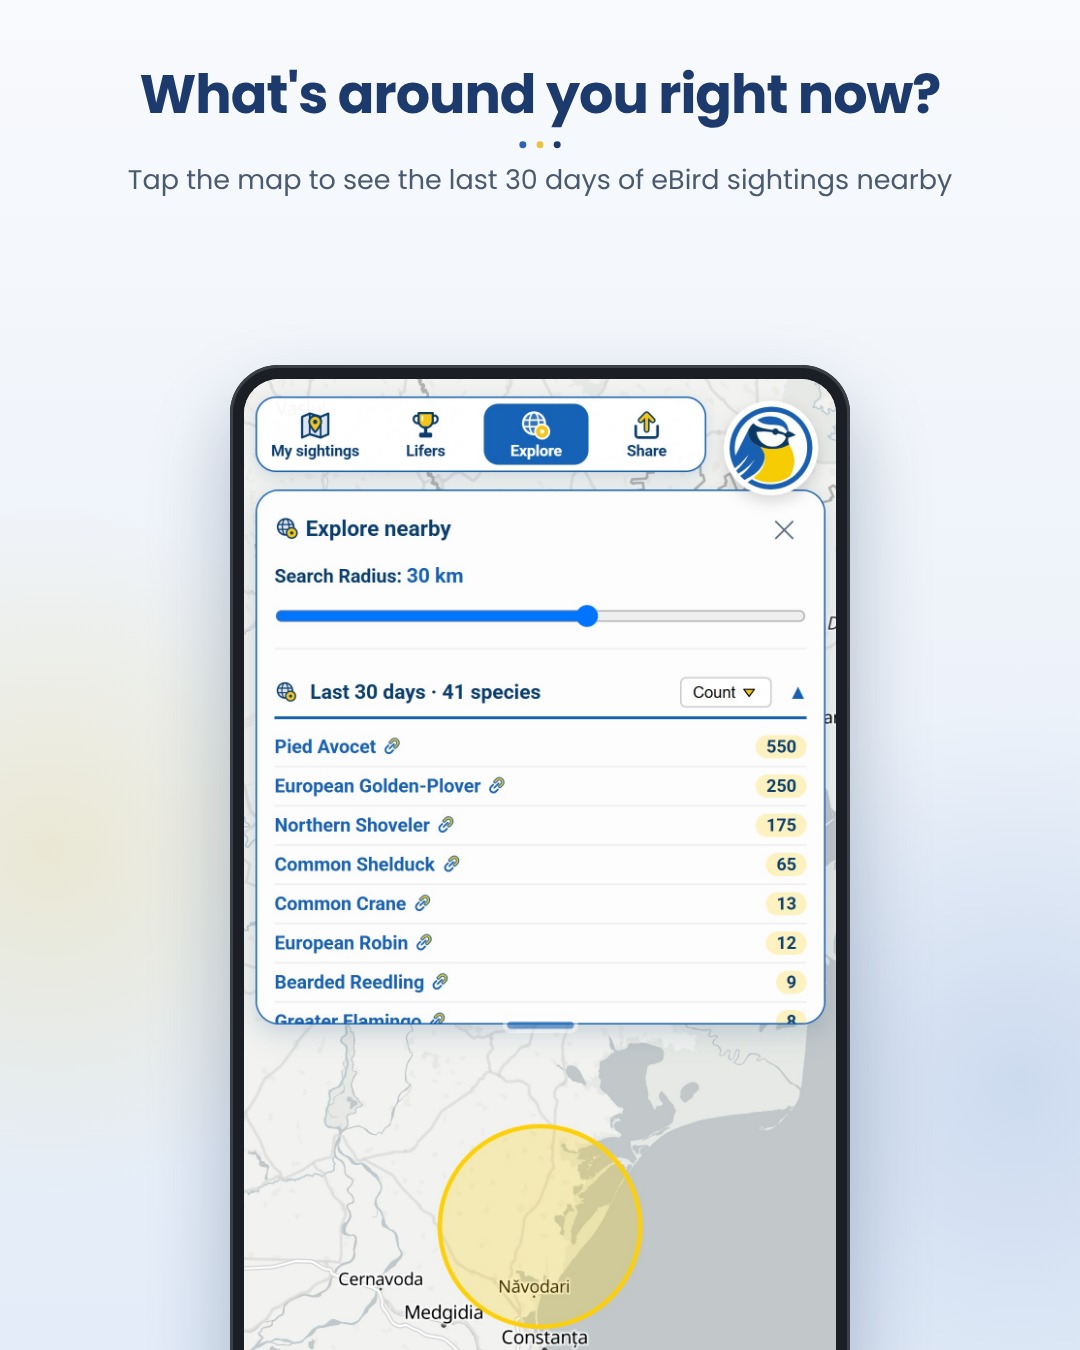 What's around you right now?
Tap the map to see the last 30 days of eBird sightings nearby
My sightings
Lifers
Explore
Share
Explore nearby
Search Radius: 30 km
Last 30 days · 41 species
Count
Pied Avocet 550
European Golden-Plover 250
Northern Shoveler 175
Common Shelduck 65
Common Crane 13
European Robin 12
Bearded Reedling 9
Greater Flamingo 8
Cernavoda
Năvodari
Medgidia
Constanța